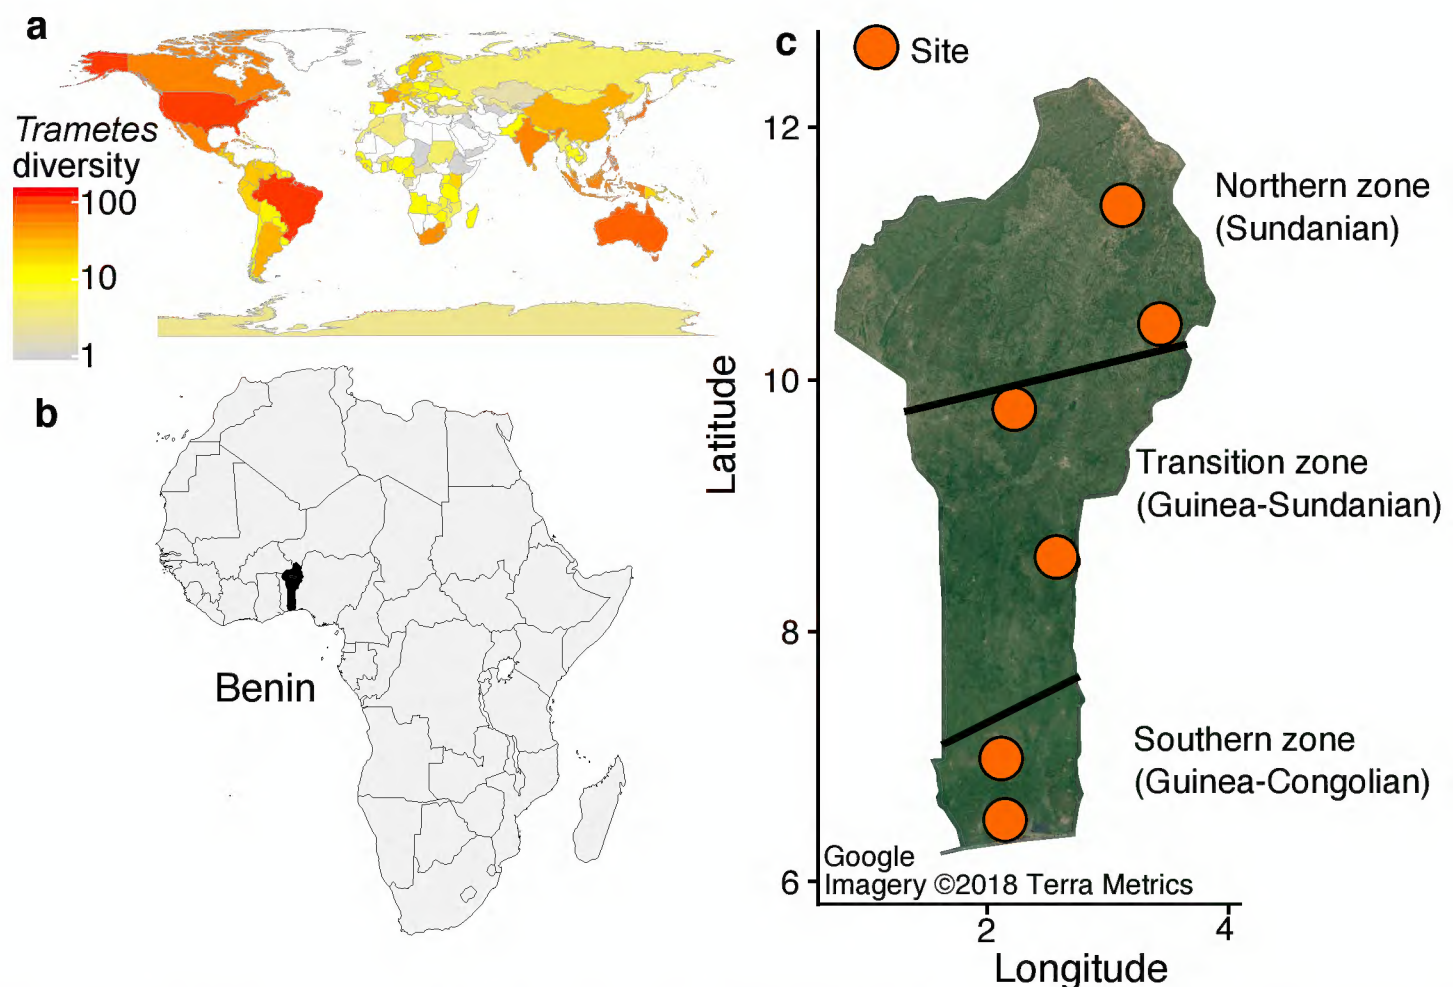 a
Trametes
diversity
100
10
1
b
Benin
c
Site
12
10
8
6
Latitude
Northern zone
(Sundanian)
Transition zone
(Guinea-Sundanian)
Southern zone
(Guinea-Congolian)
Google
Imagery ©2018 Terra Metrics
2
4
Longitude